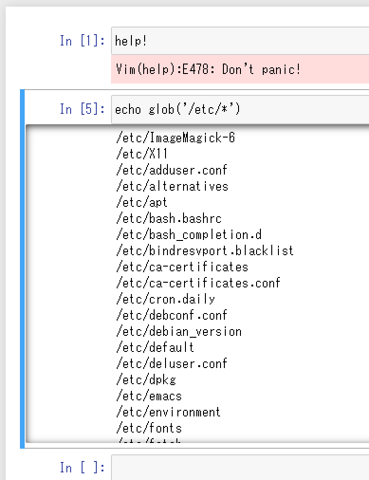 In [1]: help!
Vim(help):E478: Don't panic!
In [5]: echo glob('/etc/*')
/etc/ImageMagick-6
/etc/X11
/etc/adduser.conf
/etc/alternatives
/etc/apt
/etc/bash.bashrc
/etc/bash_completion.d
/etc/bindresvport.blacklist
/etc/ca-certificates
/etc/ca-certificates.conf
/etc/cron.daily
/etc/debconf.conf
/etc/debian_version
/etc/default
/etc/deluser.conf
/etc/dpkg
/etc/emacs
/etc/environment
/etc/fonts
In [ ]: